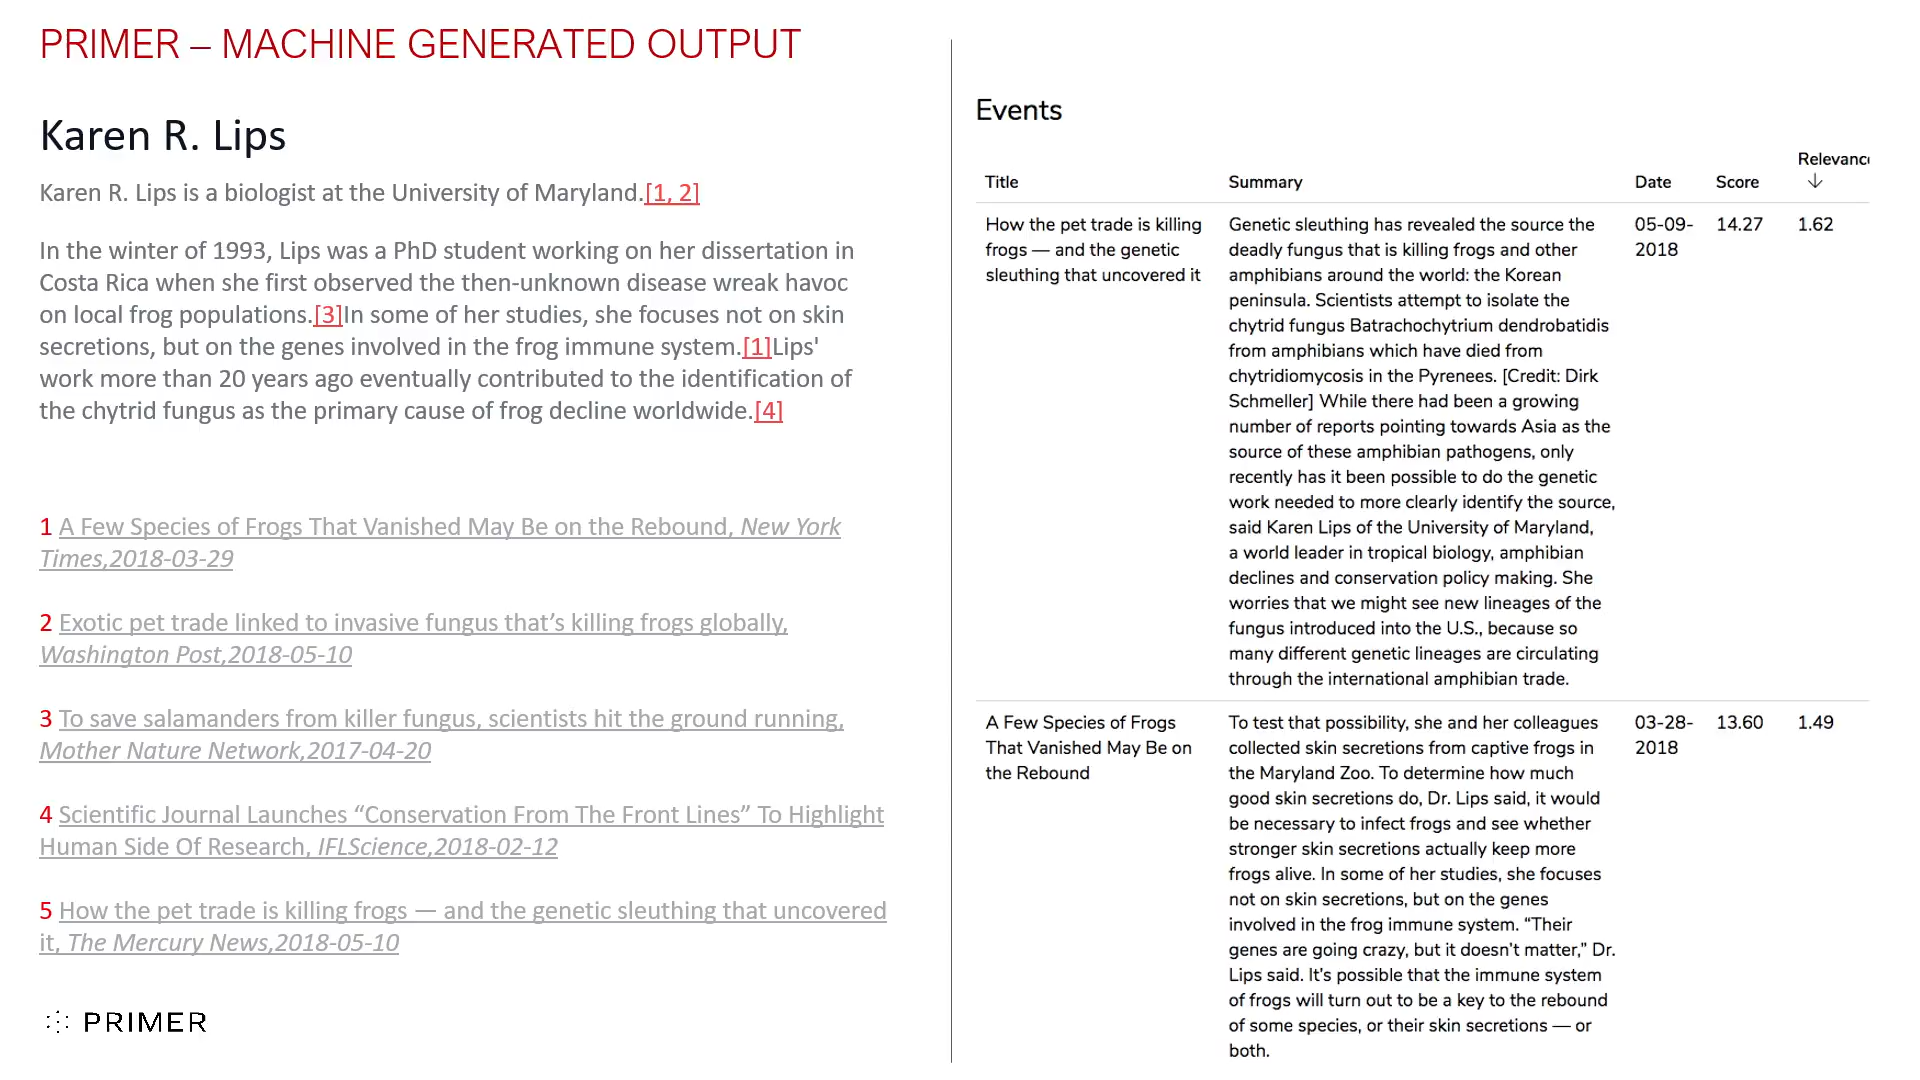 PRIMER – MACHINE GENERATED OUTPUT
Karen R. Lips
Karen R. Lips is a biologist at the University of Maryland.[1, 2]
In the winter of 1993, Lips was a PhD student working on her dissertation in
Costa Rica when she first observed the then-unknown disease wreak havoc
on local frog populations.[3]In some of her studies, she focuses not on skin
secretions, but on the genes involved in the frog immune system.[1]Lips'
work more than 20 years ago eventually contributed to the identification of
the chytrid fungus as the primary cause of frog decline worldwide.[4]
1 A Few Species of Frogs That Vanished May Be on the Rebound, New York
Times,2018-03-29
2 Exotic pet trade linked to invasive fungus that’s killing frogs globally,
Washington Post,2018-05-10
3 To save salamanders from killer fungus, scientists hit the ground running,
Mother Nature Network,2017-04-20
4 Scientific Journal Launches “Conservation From The Front Lines” To Highlight
Human Side Of Research, IFLScience,2018-02-12
5 How the pet trade is killing frogs — and the genetic sleuthing that uncovered
it, The Mercury News,2018-05-10
PRIMER
Events
Title Summary Date Score Relevance ↓
How the pet trade is killing
frogs — and the genetic
sleuthing that uncovered it
Genetic sleuthing has revealed the source the
deadly fungus that is killing frogs and other
amphibians around the world: the Korean
peninsula. Scientists attempt to isolate the
chytrid fungus Batrachochytrium dendrobatidis
from amphibians which have died from
chytridiomycosis in the Pyrenees. [Credit: Dirk
Schmeller] While there had been a growing
number of reports pointing towards Asia as the
source of these amphibian pathogens, only
recently has it been possible to do the genetic
work needed to more clearly identify the source,
said Karen Lips of the University of Maryland,
a world leader in tropical biology, amphibian
declines and conservation policy making. She
worries that we might see new lineages of the
fungus introduced into the U.S., because so
many different genetic lineages are circulating
through the international amphibian trade.
05-09-
2018
14.27
1.62
A Few Species of Frogs
That Vanished May Be on
the Rebound
To test that possibility, she and her colleagues
collected skin secretions from captive frogs in
the Maryland Zoo. To determine how much
good skin secretions do, Dr. Lips said, it would
be necessary to infect frogs and see whether
stronger skin secretions actually keep more
frogs alive. In some of her studies, she focuses
not on skin secretions, but on the genes
involved in the frog immune system. “Their
genes are going crazy, but it doesn’t matter,” Dr.
Lips said. It’s possible that the immune system
of frogs will turn out to be a key to the rebound
of some species, or their skin secretions — or
both.
03-28-
2018
13.60
1.49